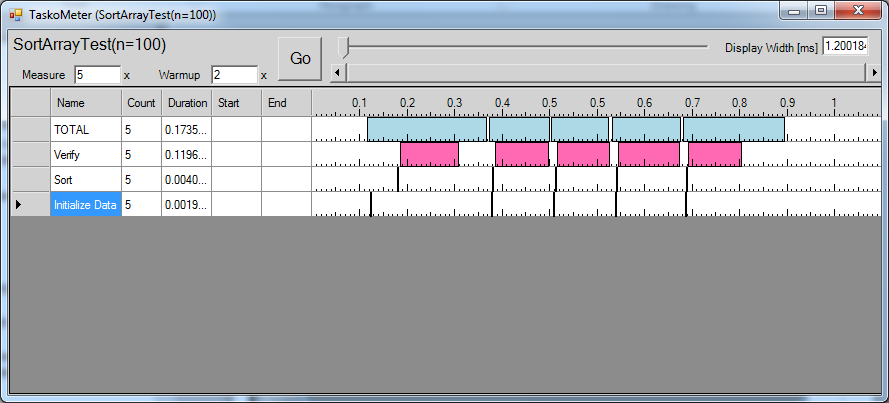 TaskoMeter (SortArrayTest(n=100))
SortArrayTest(n=100)
Measure 5 x Warmup 2 x
Go
Display Width [ms] 1.200184
Name Count Duration Start End 0.1 0.2 0.3 0.4 0.5 0.5 0.6 0.7 0.8 0.9 1
TOTAL 5 0.1735...
Verify 5 0.1196...
Sort 5 0.0040...
Initialize Data 5 0.0019...